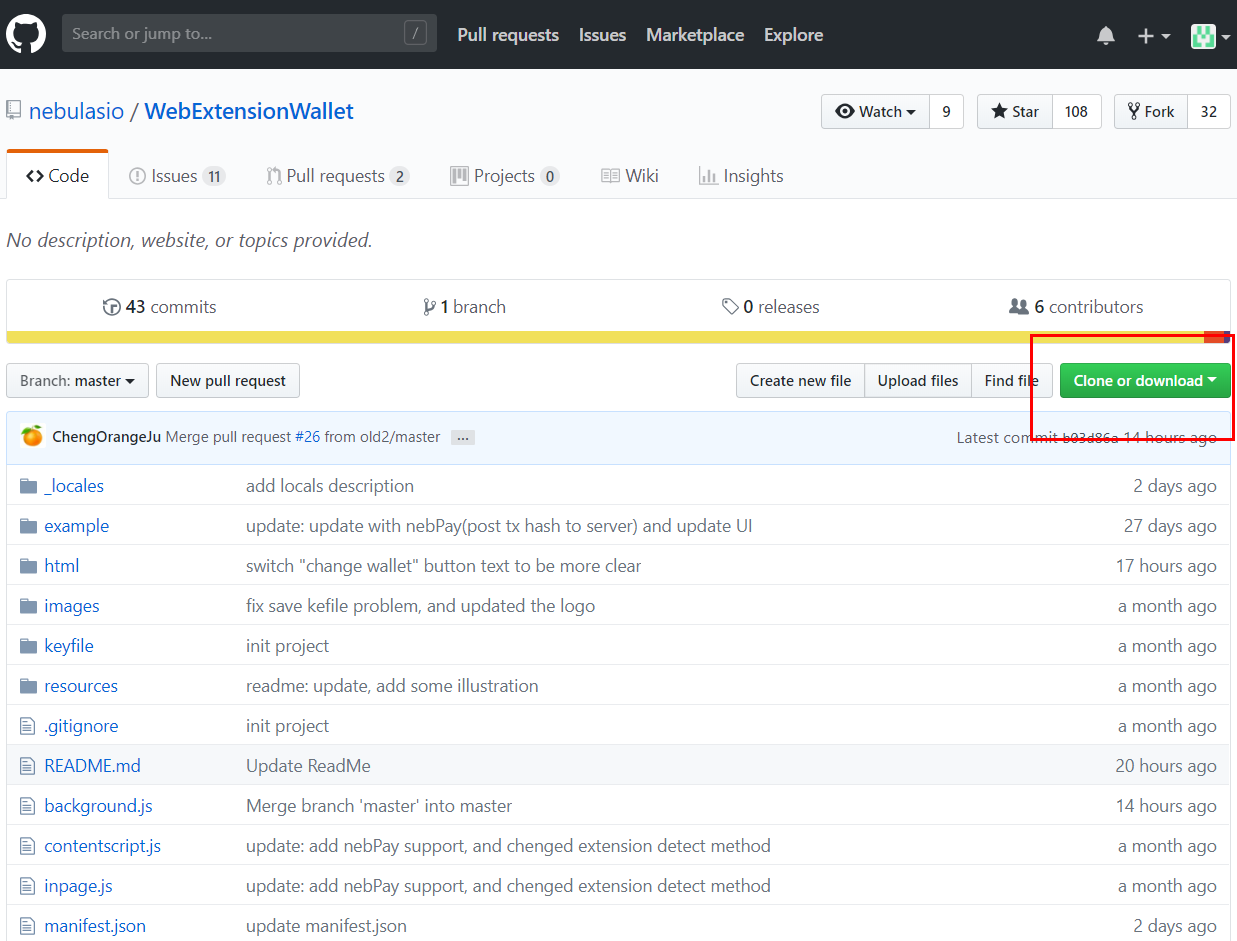 Search or jump to... / Pull requests Issues Marketplace Explore
nebulasio / WebExtensionWallet Watch 9 Star 108 Fork 32
Code Issues 11 Pull requests 2 Projects 0 Wiki Insights
No description, website, or topics provided.
43 commits 1 branch 0 releases 6 contributors
Branch: master New pull request Create new file Upload files Find file Clone or download
ChengOrangeJu Merge pull request #26 from old2/master ... Latest commit b03d86a 14 hours ago
_locales add locals description 2 days ago
example update: update with nebPay(post tx hash to server) and update UI 27 days ago
html switch "change wallet" button text to be more clear 17 hours ago
images fix save kefile problem, and updated the logo a month ago
keyfile init project a month ago
resources readme: update, add some illustration a month ago
.gitignore init project a month ago
README.md Update ReadMe 20 hours ago
background.js Merge branch 'master' into master 14 hours ago
contentscript.js update: add nebPay support, and chenged extension detect method a month ago
inpage.js update: add nebPay support, and chenged extension detect method a month ago
manifest.json update manifest.json 2 days ago